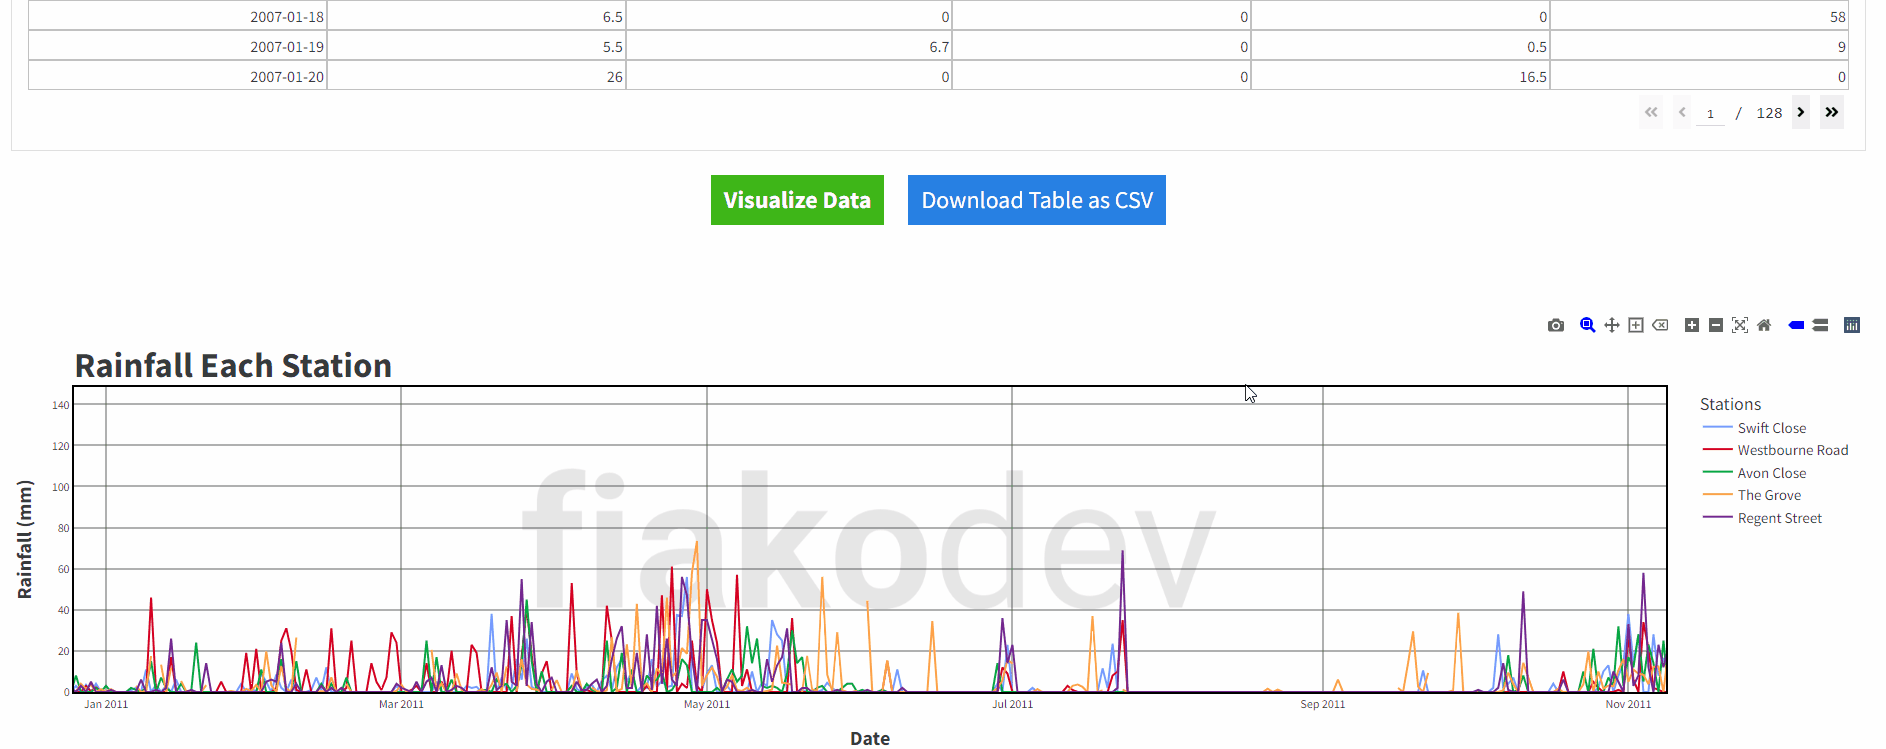 2007-01-18 6.5 0 0 0 58
2007-01-19 5.5 6.7 0 0.5 9
2007-01-20 26 0 0 16.5 0
1 / 128
Visualize Data Download Table as CSV
Rainfall Each Station
Stations
Swift Close
Westbourne Road
Avon Close
The Grove
Regent Street
Rainfall (mm)
140
120
100
80
60
40
20
0
fiakodev
Jan 2011 Mar 2011 May 2011 Jul 2011 Sep 2011 Nov 2011
Date